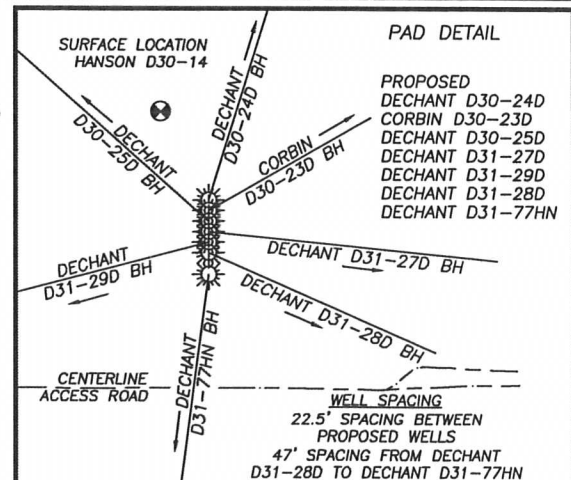 PAD DETAIL
SURFACE LOCATION
HANSON D30-14
PROPOSED
DECHANT D30-24D
CORBIN D30-23D
DECHANT D30-25D
DECHANT D31-27D
DECHANT D31-29D
DECHANT D31-28D
DECHANT D31-77HN
DECHANT
D30-24D BH
DECHANT
D30-25D BH
CORBIN
D30-23D BH
DECHANT D31-27D BH
DECHANT
D31-29D BH
DECHANT D31-28D BH
DECHANT
D31-77HN BH
CENTERLINE
ACCESS ROAD
WELL SPACING
22.5' SPACING BETWEEN
PROPOSED WELLS
47' SPACING FROM DECHANT
D31-28D TO DECHANT D31-77HN